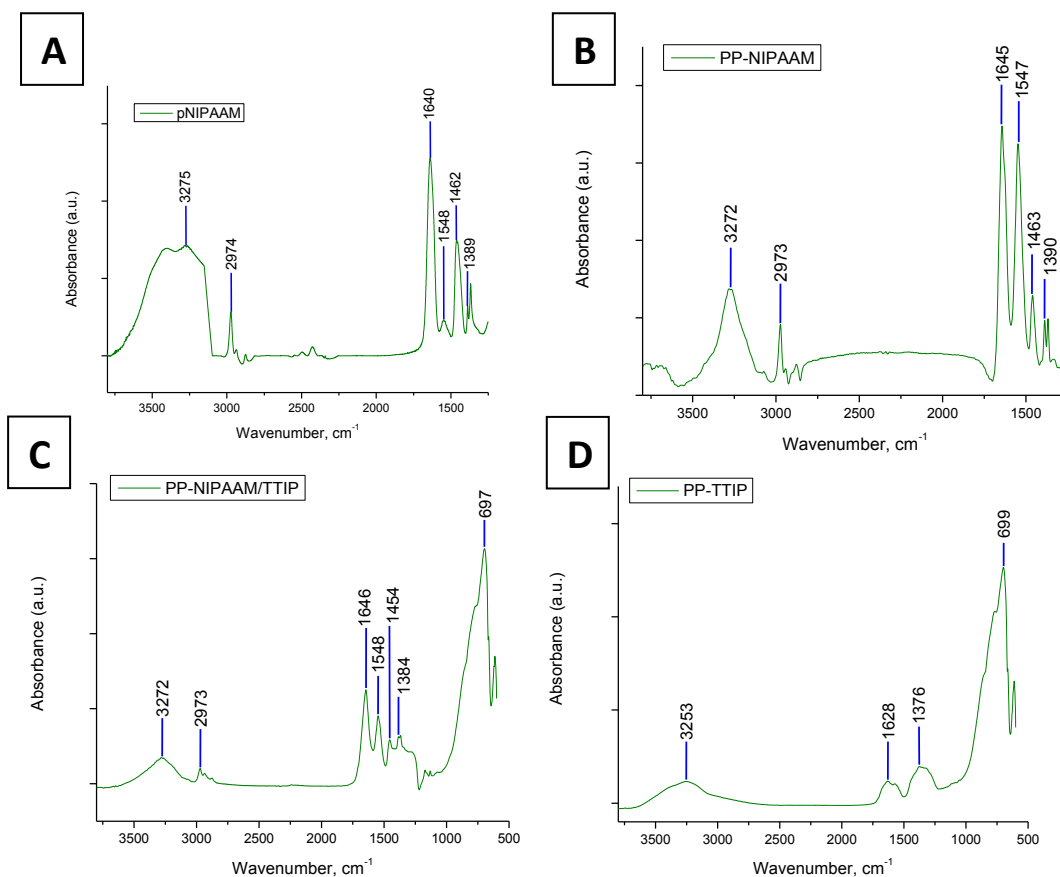 A
pNIPAAM
Absorbance (a.u.)
3275
2974
1640
1548
1462
1389
3500 3000 2500 2000 1500
Wavenumber, cm-1
B
PP-NIPAAM
Absorbance (a.u.)
3272
2973
1645
1547
1463
1390
3500 3000 2500 2000 1500
Wavenumber, cm-1
C
PP-NIPAAM/TTIP
Absorbance (a.u.)
3272
2973
1646
1548
1454
1384
697
3500 3000 2500 2000 1500 1000 500
Wavenumber, cm-1
D
PP-TTIP
Absorbance (a.u.)
3253
1628
1376
699
3500 3000 2500 2000 1500 1000 500
Wavenumber, cm-1